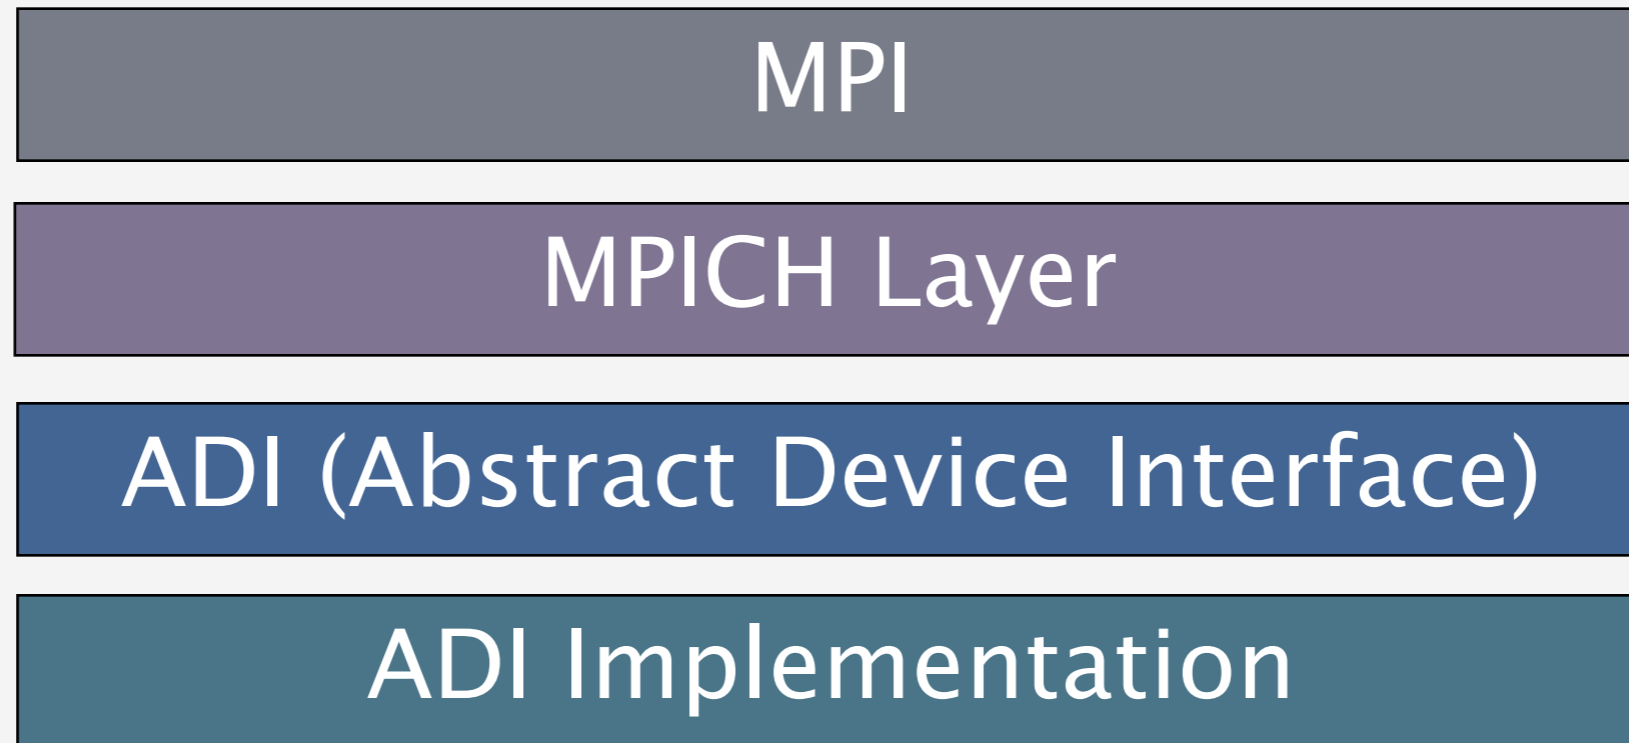 MPI
MPICH Layer
ADI (Abstract Device Interface)
ADI Implementation